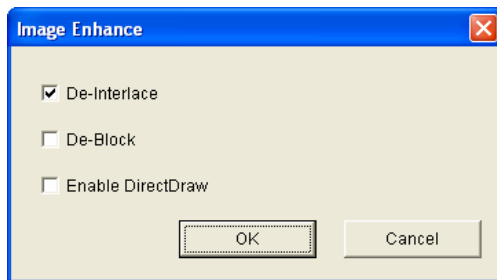 Image Enhance
De-Interlace
De-Block
Enable DirectDraw
OK Cancel